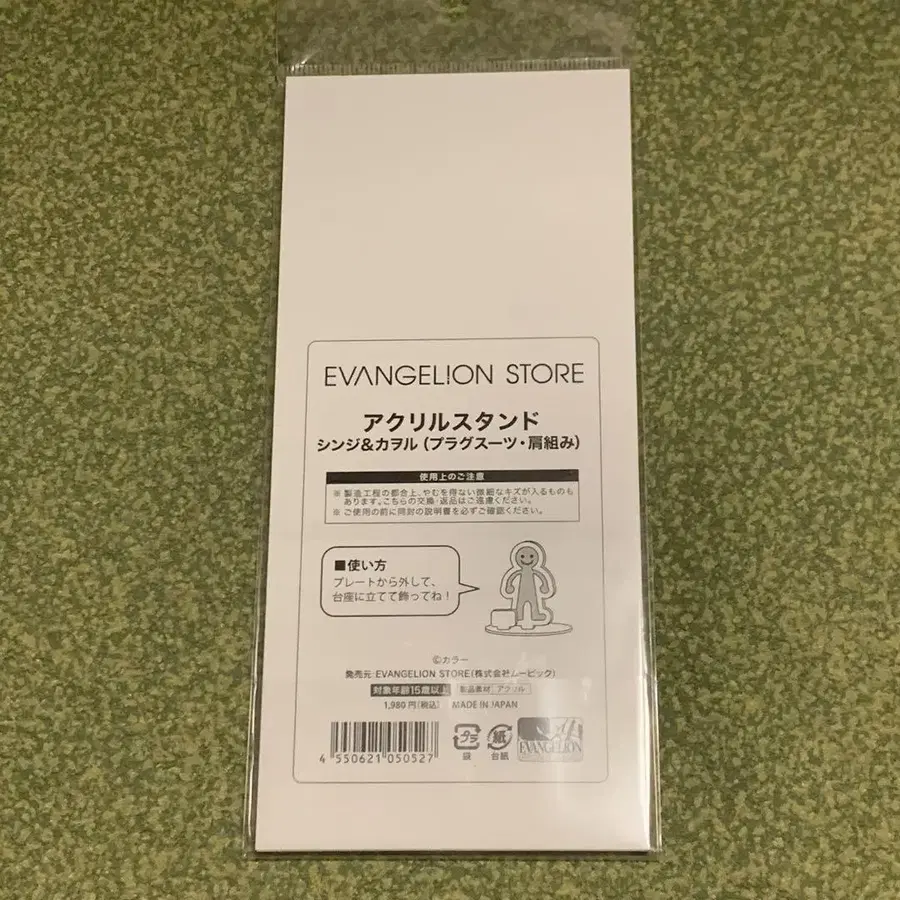 EVANGELION STORE
アクリルスタンド
シンジ&カヲル(プラグスーツ・肩組み)
使用上のご注意
※製造工程の都合上、やむを得ない微細なキズが入るものも
あります。こちらの交換・返品はご遠慮ください。
※ご使用の前に同封の説明書を必ずご確認ください。
■使い方
プレートから外して、
台座に立てて飾ってね!
©カラー
発売元:EVANGELION STORE(株式会社ムービック)
対象年齢15歳以上 製品素材 アクリル
1,980円(税込) MADE IN JAPAN
4 550621 050527
プラ 袋 紙 台紙
EVANGELION